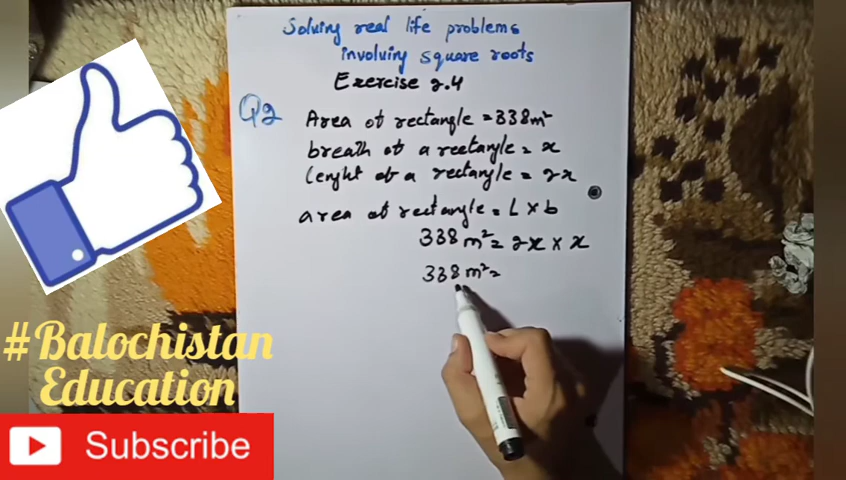 Solving real life problems
involving square roots
Exercise 2.4
Q2
Area of rectangle = 338m²
breath of a rectangle = x
lenght of a rectangle = 2x
area of rectangle = L x b
338 m² = 2x x x
338 m² =
#Balochistan
Education
Subscribe